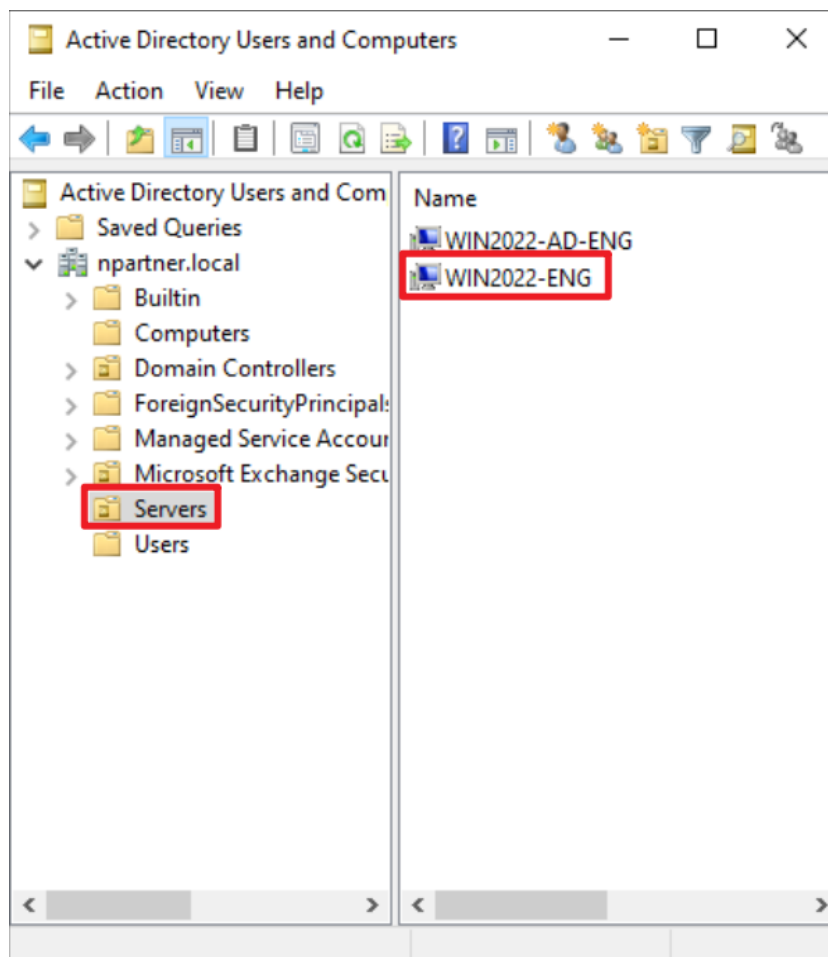 Active Directory Users and Computers
File Action View Help
Active Directory Users and Com
Saved Queries
npartner.local
Builtin
Computers
Domain Controllers
ForeignSecurityPrincipals
Managed Service Accour
Microsoft Exchange Secu
Servers
Users
Name
WIN2022-AD-ENG
WIN2022-ENG